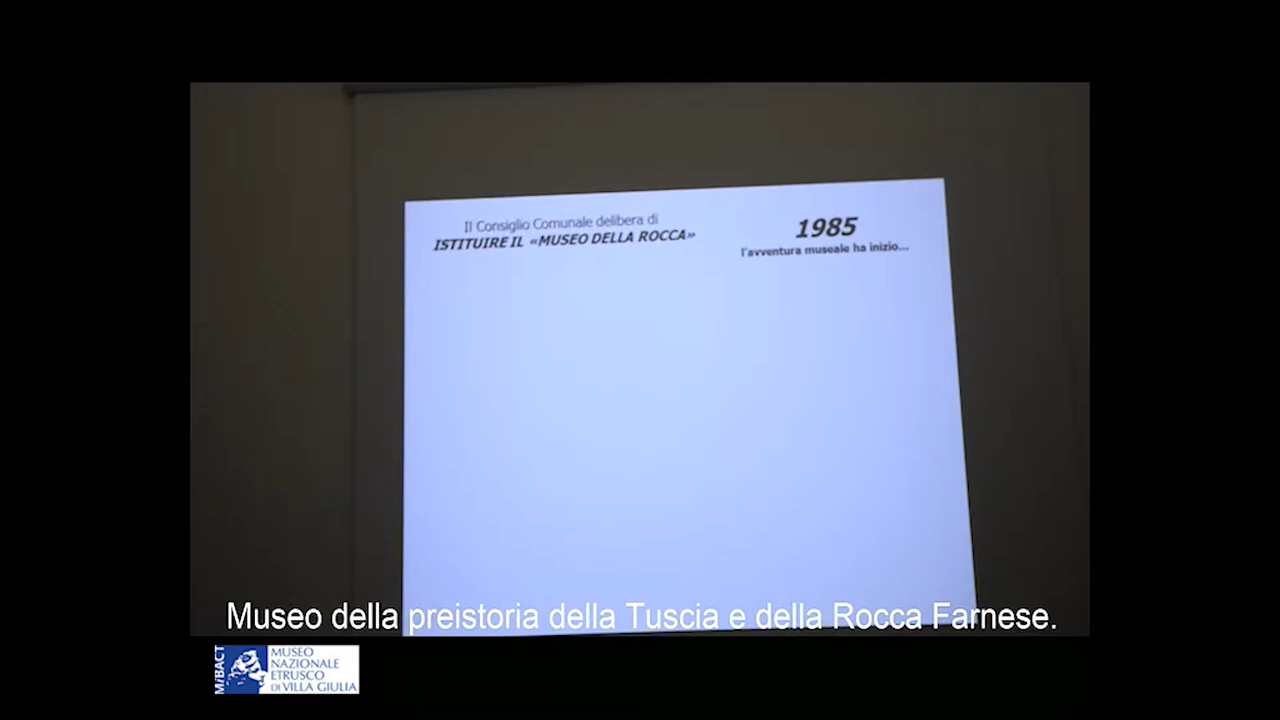 Il Consiglio Comunale delibera di
ISTITUIRE IL «MUSEO DELLA ROCCA»
1985
l'avventura museale ha inizio...
Museo della preistoria della Tuscia e della Rocca Farnese.
MiBACT
MUSEO
NAZIONALE
ETRUSCO
DI VILLA GIULIA